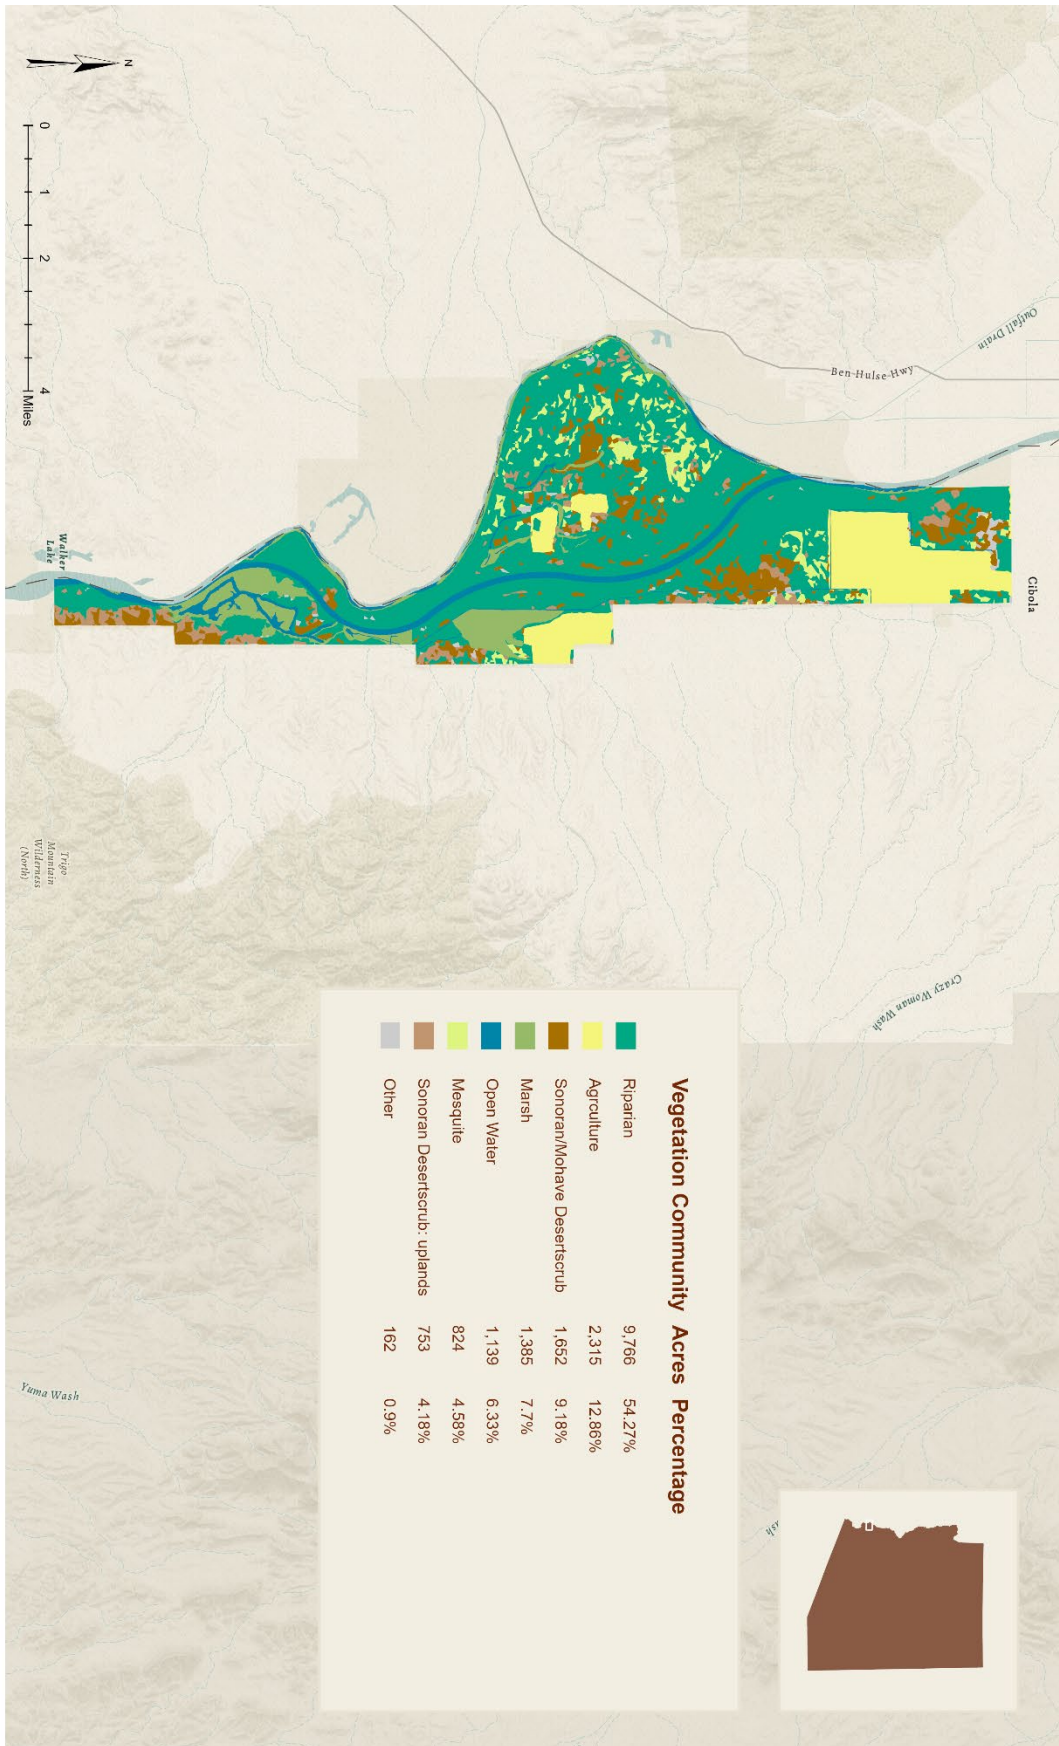 Vegetation Community Acres Percentage
Riparian 9,766 54.27%
Agrculture 2,315 12.86%
Sonoran/Mohave Desertscrub 1,652 9.18%
Marsh 1,385 7.7%
Open Water 1,139 6.33%
Mesquite 824 4.58%
Sonoran Desertscrub: uplands 753 4.18%
Other 162 0.9%
Cibola
Outfall Drain
Ben Hulse Hwy
Crazy Woman Wash
ash
Walker
Lake
Trigo
Mountain
Wilderness
(North)
Yuma Wash
N
0 1 2 4
Miles